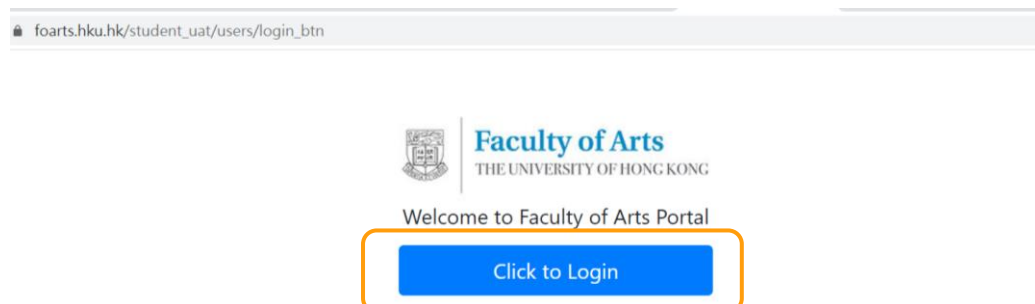 foarts.hku.hk/student_uat/users/login_btn
Faculty of Arts
THE UNIVERSITY OF HONG KONG
Welcome to Faculty of Arts Portal
Click to Login